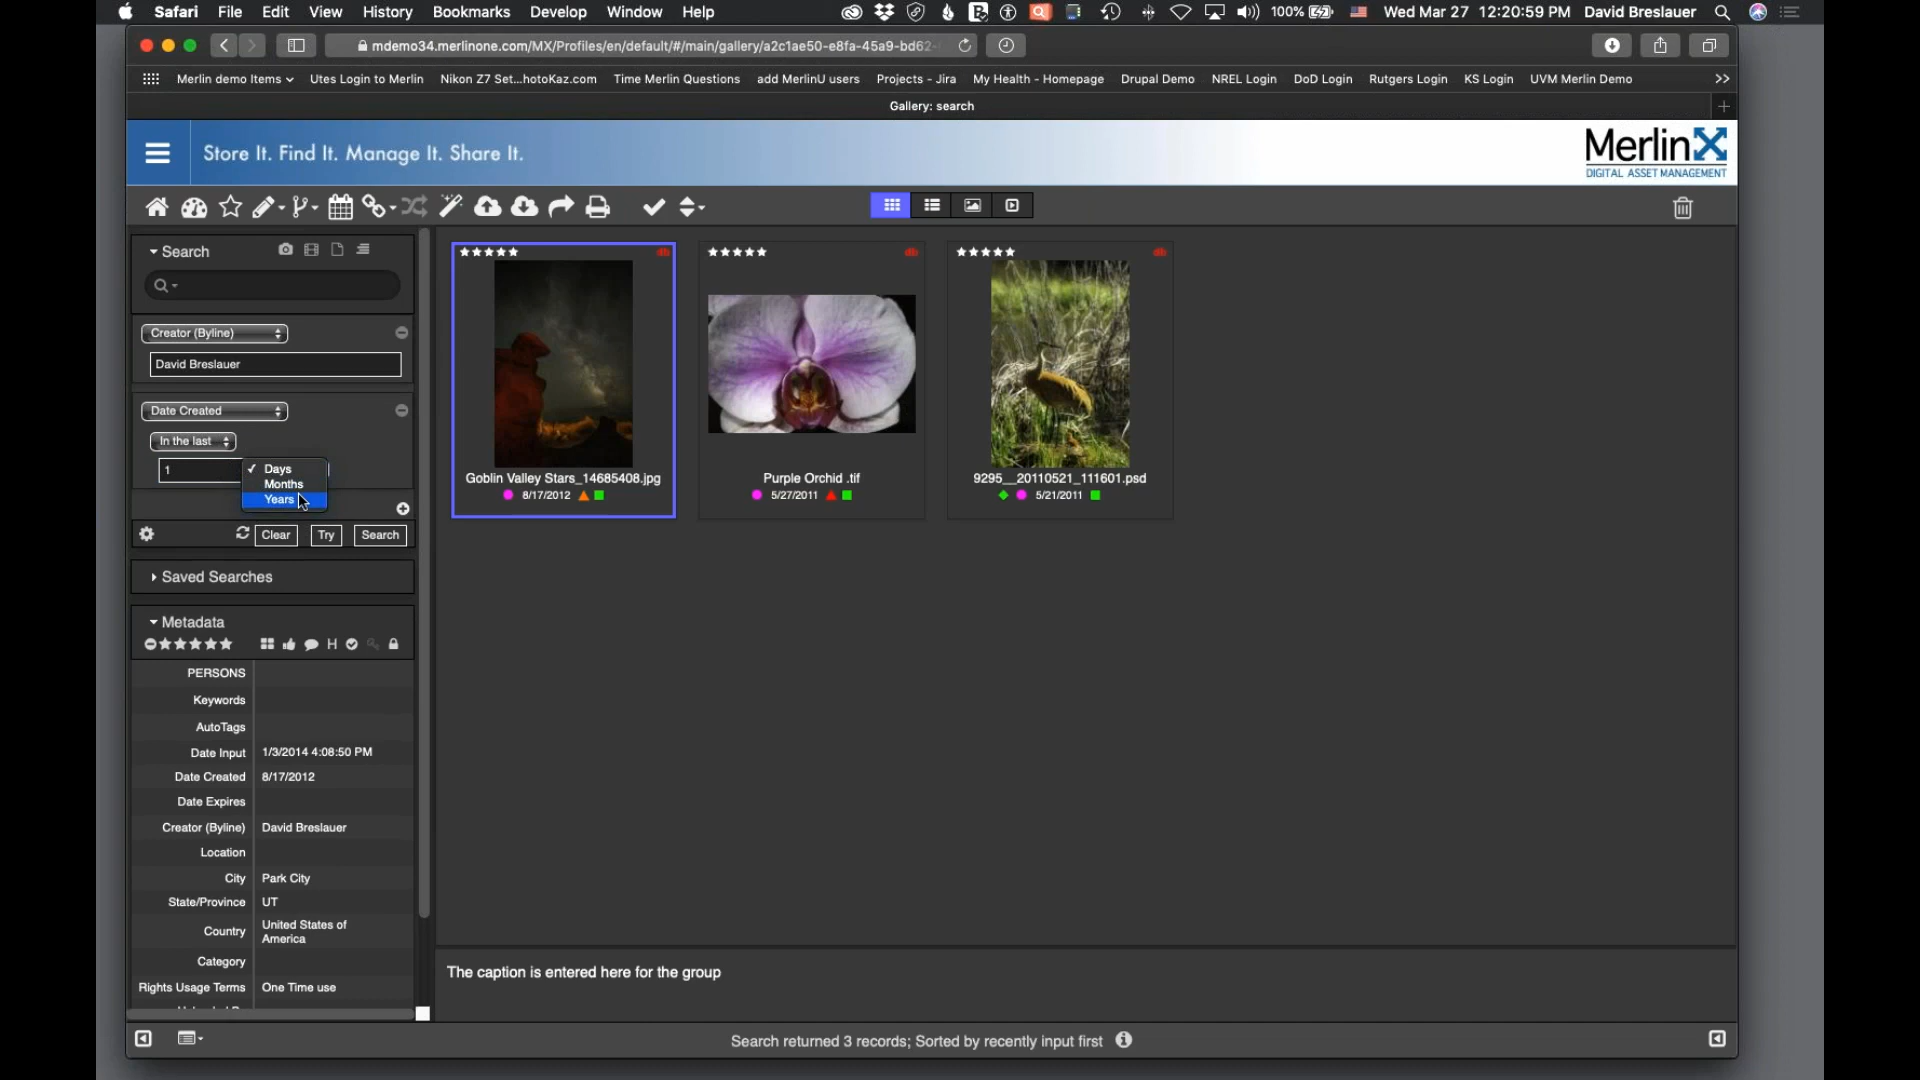 Safari File Edit View History Bookmarks Develop Window Help 100% Wed Mar 27 12:20:59 PM David Breslauer
mdemo34.merlinone.com/MX/Profiles/en/default/#/main/gallery/a2c1ae50-e8fa-45a9-bd62-
Merlin demo Items Utes Login to Merlin Nikon Z7 Set...hotoKaz.com Time Merlin Questions add MerlinU users Projects - Jira My Health - Homepage Drupal Demo NREL Login DoD Login Rutgers Login KS Login UVM Merlin Demo >>
Gallery: search
Store It. Find It. Manage It. Share It.
MerlinX
DIGITAL ASSET MANAGEMENT
Search
Creator (Byline)
David Breslauer
Date Created
In the last
1
✓ Days
Months
Years
Clear Try Search
Saved Searches
Metadata
H
PERSONS
Keywords
AutoTags
Date Input 1/3/2014 4:08:50 PM
Date Created 8/17/2012
Date Expires
Creator (Byline) David Breslauer
Location
City Park City
State/Province UT
Country United States of
America
Category
Rights Usage Terms One Time use
Goblin Valley Stars_14685408.jpg
8/17/2012
Purple Orchid .tif
5/27/2011
9295__20110521_111601.psd
5/21/2011
The caption is entered here for the group
Search returned 3 records; Sorted by recently input first